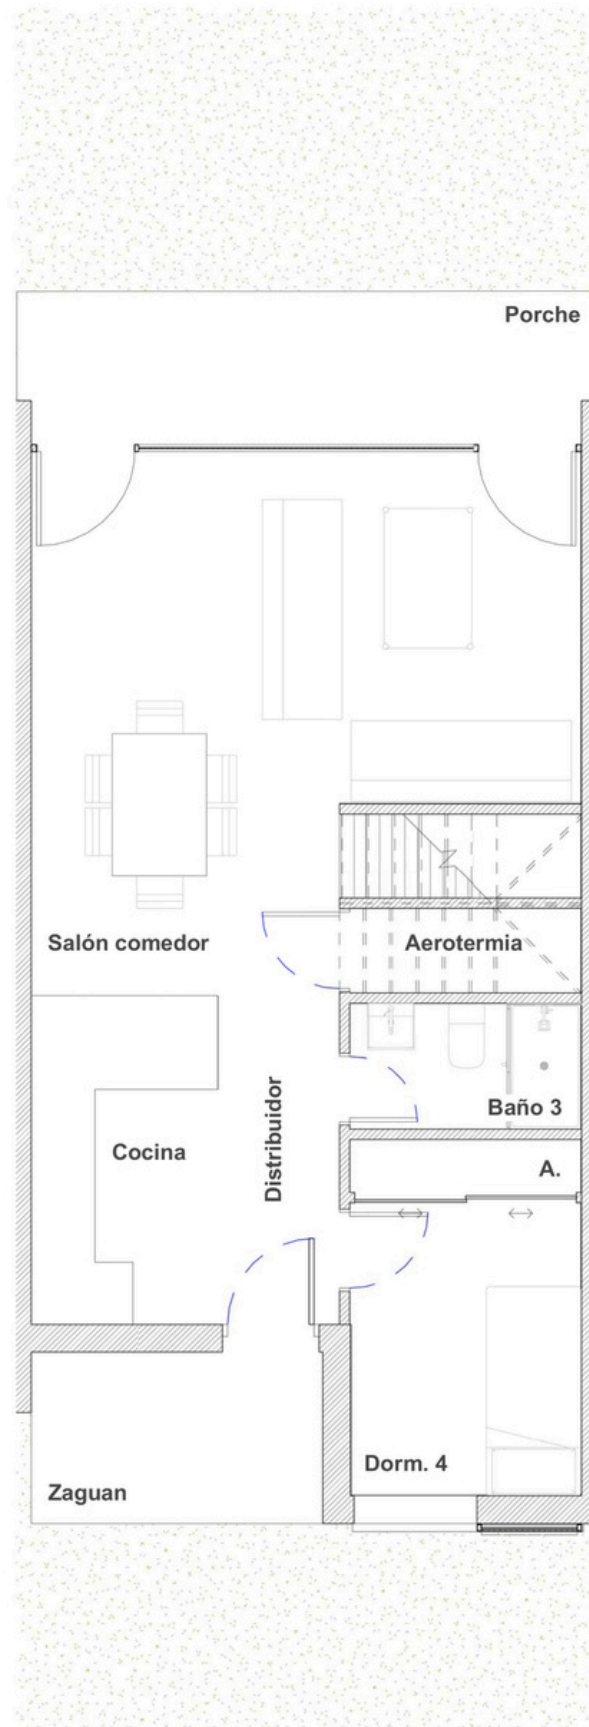 Porche
Salón comedor
Aerotermia
Baño 3
Distribuidor
Cocina
A.
Dorm. 4
Zaguan